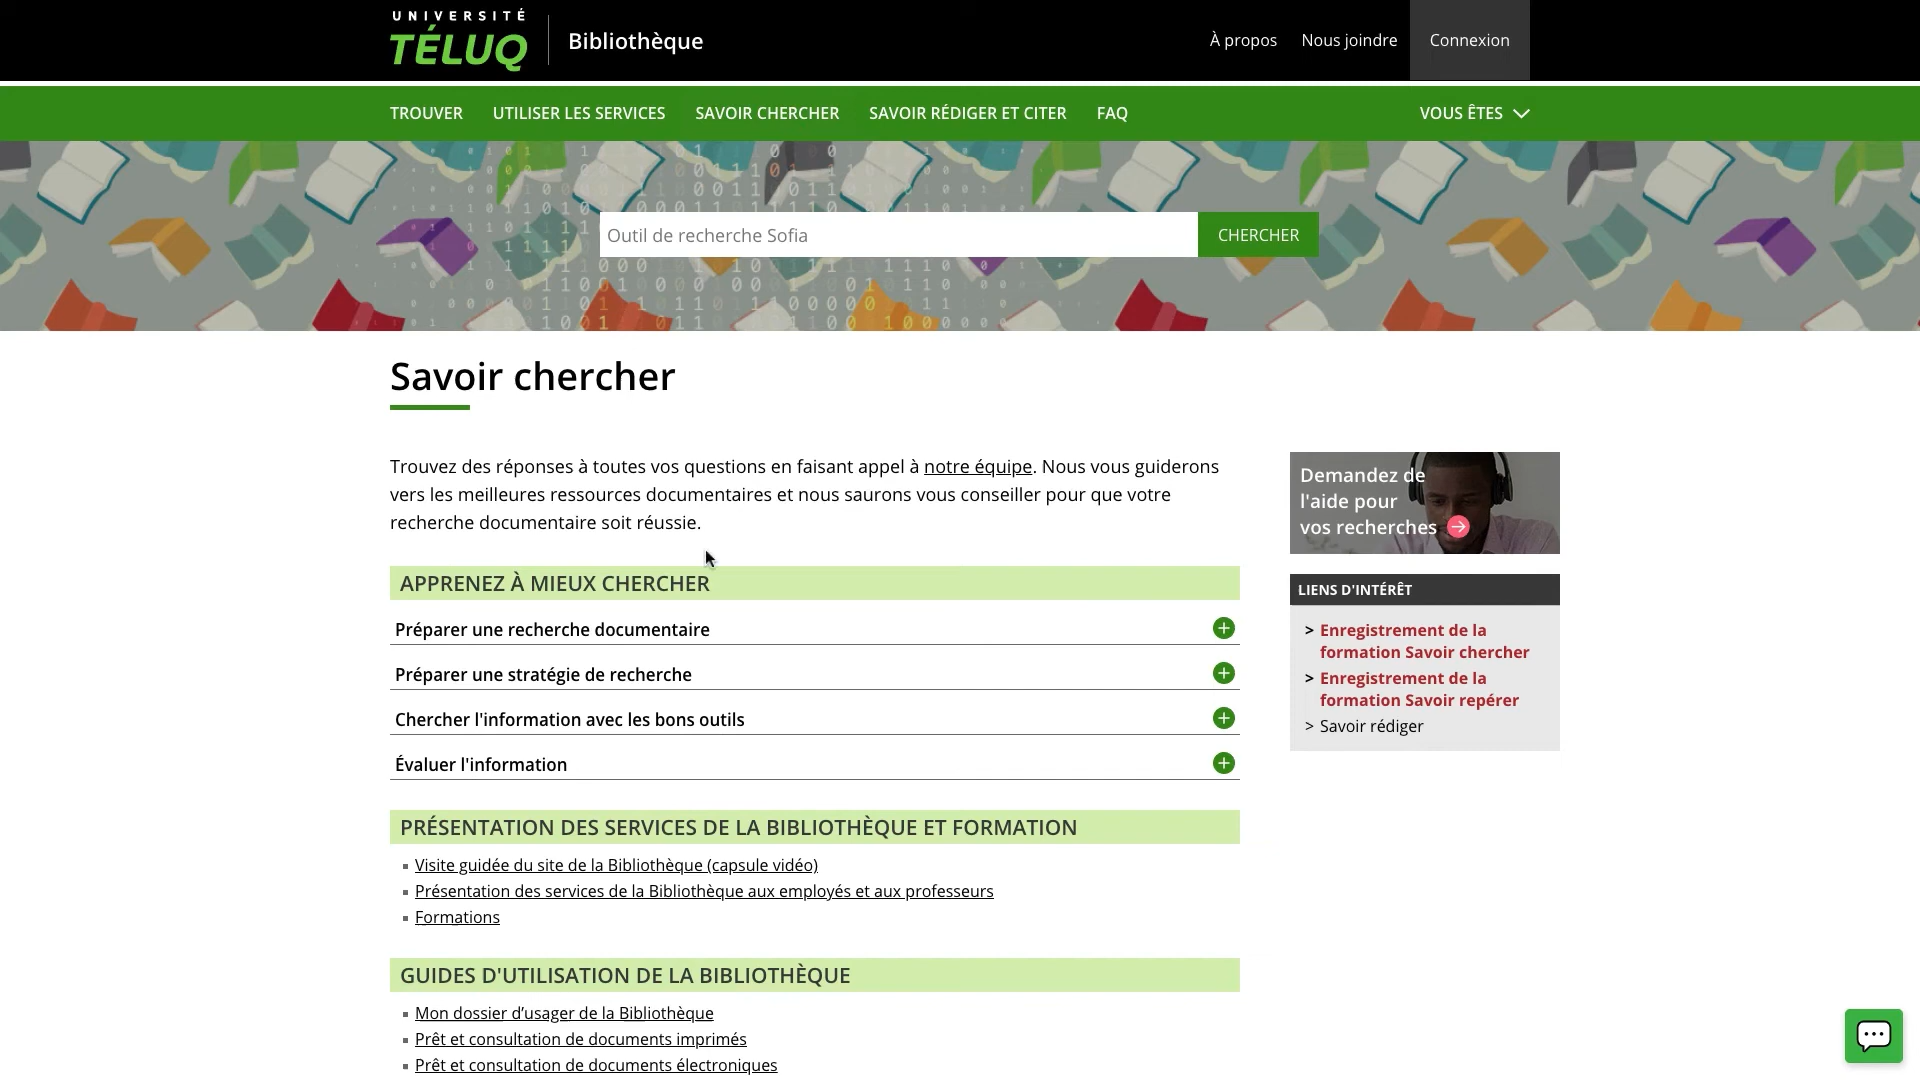 UNIVERSITÉ
TÉLUQ
Bibliothèque
À propos
Nous joindre
Connexion
TROUVER
UTILISER LES SERVICES
SAVOIR CHERCHER
SAVOIR RÉDIGER ET CITER
FAQ
VOUS ÊTES
Outil de recherche Sofia
CHERCHER
Savoir chercher
Trouvez des réponses à toutes vos questions en faisant appel à notre équipe. Nous vous guiderons
vers les meilleures ressources documentaires et nous saurons vous conseiller pour que votre
recherche documentaire soit réussie.
APPRENEZ À MIEUX CHERCHER
Préparer une recherche documentaire
Préparer une stratégie de recherche
Chercher l'information avec les bons outils
Évaluer l'information
PRÉSENTATION DES SERVICES DE LA BIBLIOTHÈQUE ET FORMATION
Visite guidée du site de la Bibliothèque (capsule vidéo)
Présentation des services de la Bibliothèque aux employés et aux professeurs
Formations
GUIDES D'UTILISATION DE LA BIBLIOTHÈQUE
Mon dossier d’usager de la Bibliothèque
Prêt et consultation de documents imprimés
Prêt et consultation de documents électroniques
Demandez de
l'aide pour
vos recherches
LIENS D'INTÉRÊT
> Enregistrement de la
formation Savoir chercher
> Enregistrement de la
formation Savoir repérer
> Savoir rédiger